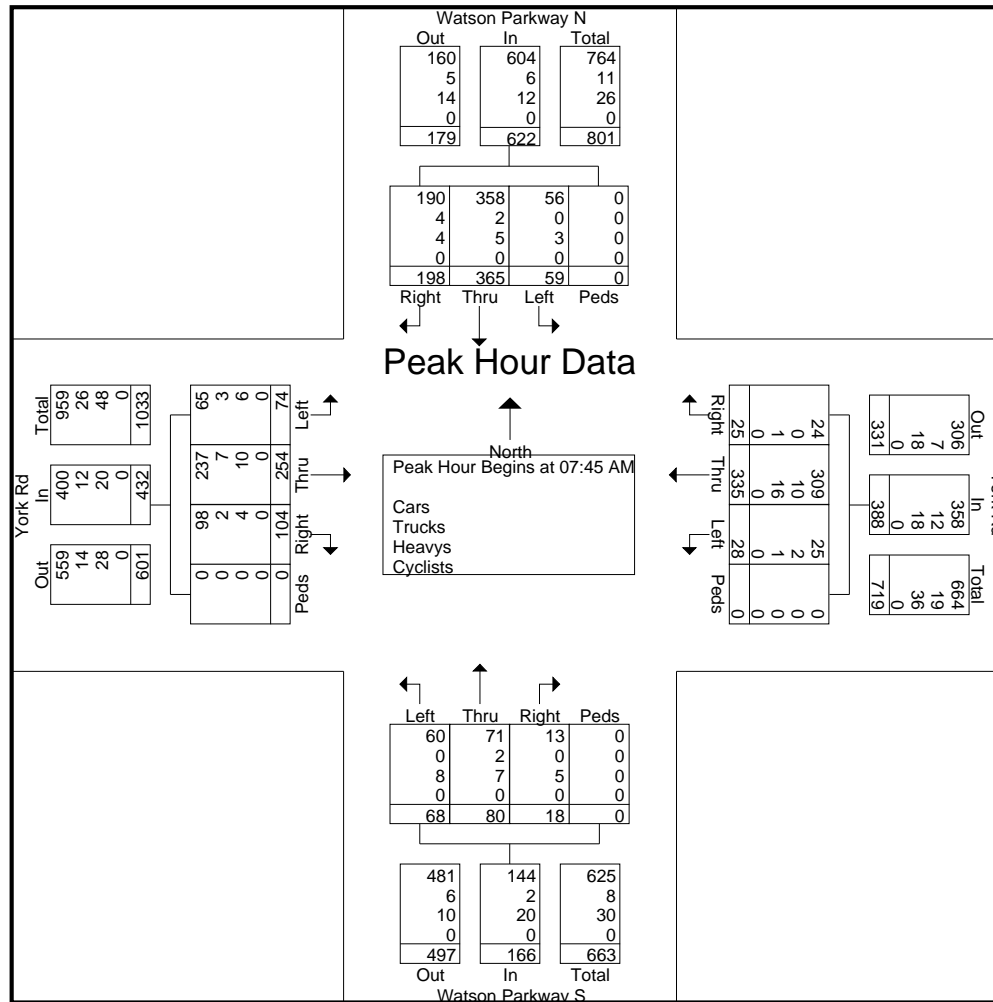 Watson Parkway N
Out In Total
160 604 764
5 6 11
14 12 26
0 0 0
179 622 801
190 358 56 0
4 2 0 0
4 5 3 0
0 0 0 0
198 365 59 0
Right Thru Left Peds
Peak Hour Data
North
Peak Hour Begins at 07:45 AM
Cars
Trucks
Heavys
Cyclists
York Rd
Total
959
26
48
0
1033
In
400
12
20
0
432
Out
559
14
28
0
601
Left
65
3
6
0
74
Thru
237
7
10
0
254
Right
98
2
4
0
104
Peds
0
0
0
0
0
Right
24
0
1
0
25
Thru
309
10
16
0
335
Left
25
2
1
0
28
Peds
0
0
0
0
0
Out
306
7
18
0
331
In
358
12
18
0
388
Total
664
19
36
0
719
Left Thru Right Peds
60 71 13 0
0 2 0 0
8 7 5 0
0 0 0 0
68 80 18 0
481 144 625
6 2 8
10 20 30
0 0 0
497 166 663
Out In Total
Watson Parkway S